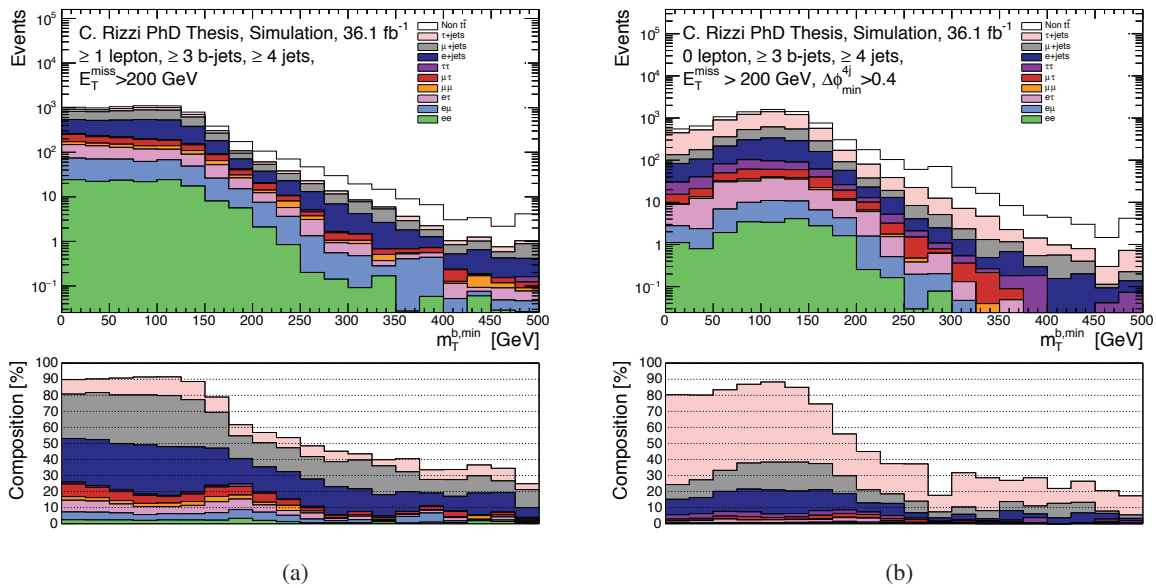 Events
10⁵
10⁴
10³
10²
10
1
10⁻¹
C. Rizzi PhD Thesis, Simulation, 36.1 fb⁻¹
≥ 1 lepton, ≥ 3 b-jets, ≥ 4 jets,
E_T^miss>200 GeV
Non tt̄
τ+jets
μ+jets
e+jets
ττ
μτ
μμ
eτ
eμ
ee
0 50 100 150 200 250 300 350 400 450 500
m_T^b,min [GeV]
Composition [%]
100
90
80
70
60
50
40
30
20
10
0
(a)
Events
10⁵
10⁴
10³
10²
10
1
10⁻¹
C. Rizzi PhD Thesis, Simulation, 36.1 fb⁻¹
0 lepton, ≥ 3 b-jets, ≥ 4 jets,
E_T^miss > 200 GeV, Δϕ_min^4j >0.4
Non tt̄
τ+jets
μ+jets
e+jets
ττ
μτ
μμ
eτ
eμ
ee
0 50 100 150 200 250 300 350 400 450 500
m_T^b,min [GeV]
Composition [%]
100
90
80
70
60
50
40
30
20
10
0
(b)